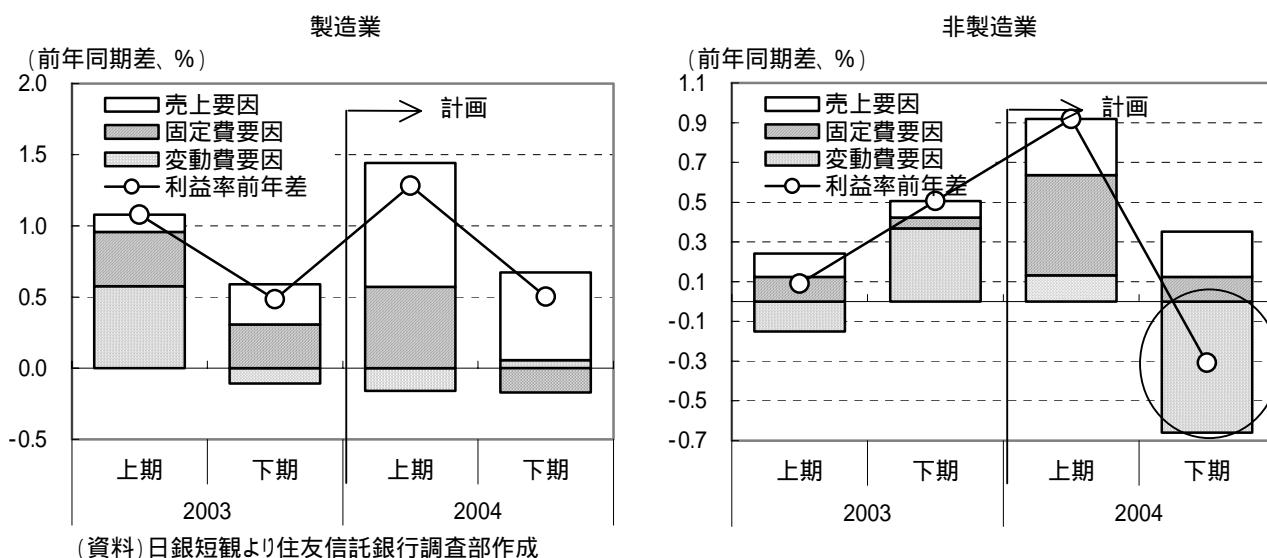 製造業
(前年同期差、%)
2.0
1.5
1.0
0.5
0.0
-0.5
売上要因
固定費要因
変動費要因
利益率前年差
計画
上期
下期
上期
下期
2003
2004
(資料)日銀短観より住友信託銀行調査部作成
非製造業
(前年同期差、%)
1.1
0.9
0.7
0.5
0.3
0.1
-0.1
-0.3
-0.5
-0.7
売上要因
固定費要因
変動費要因
利益率前年差
計画
上期
下期
上期
下期
2003
2004